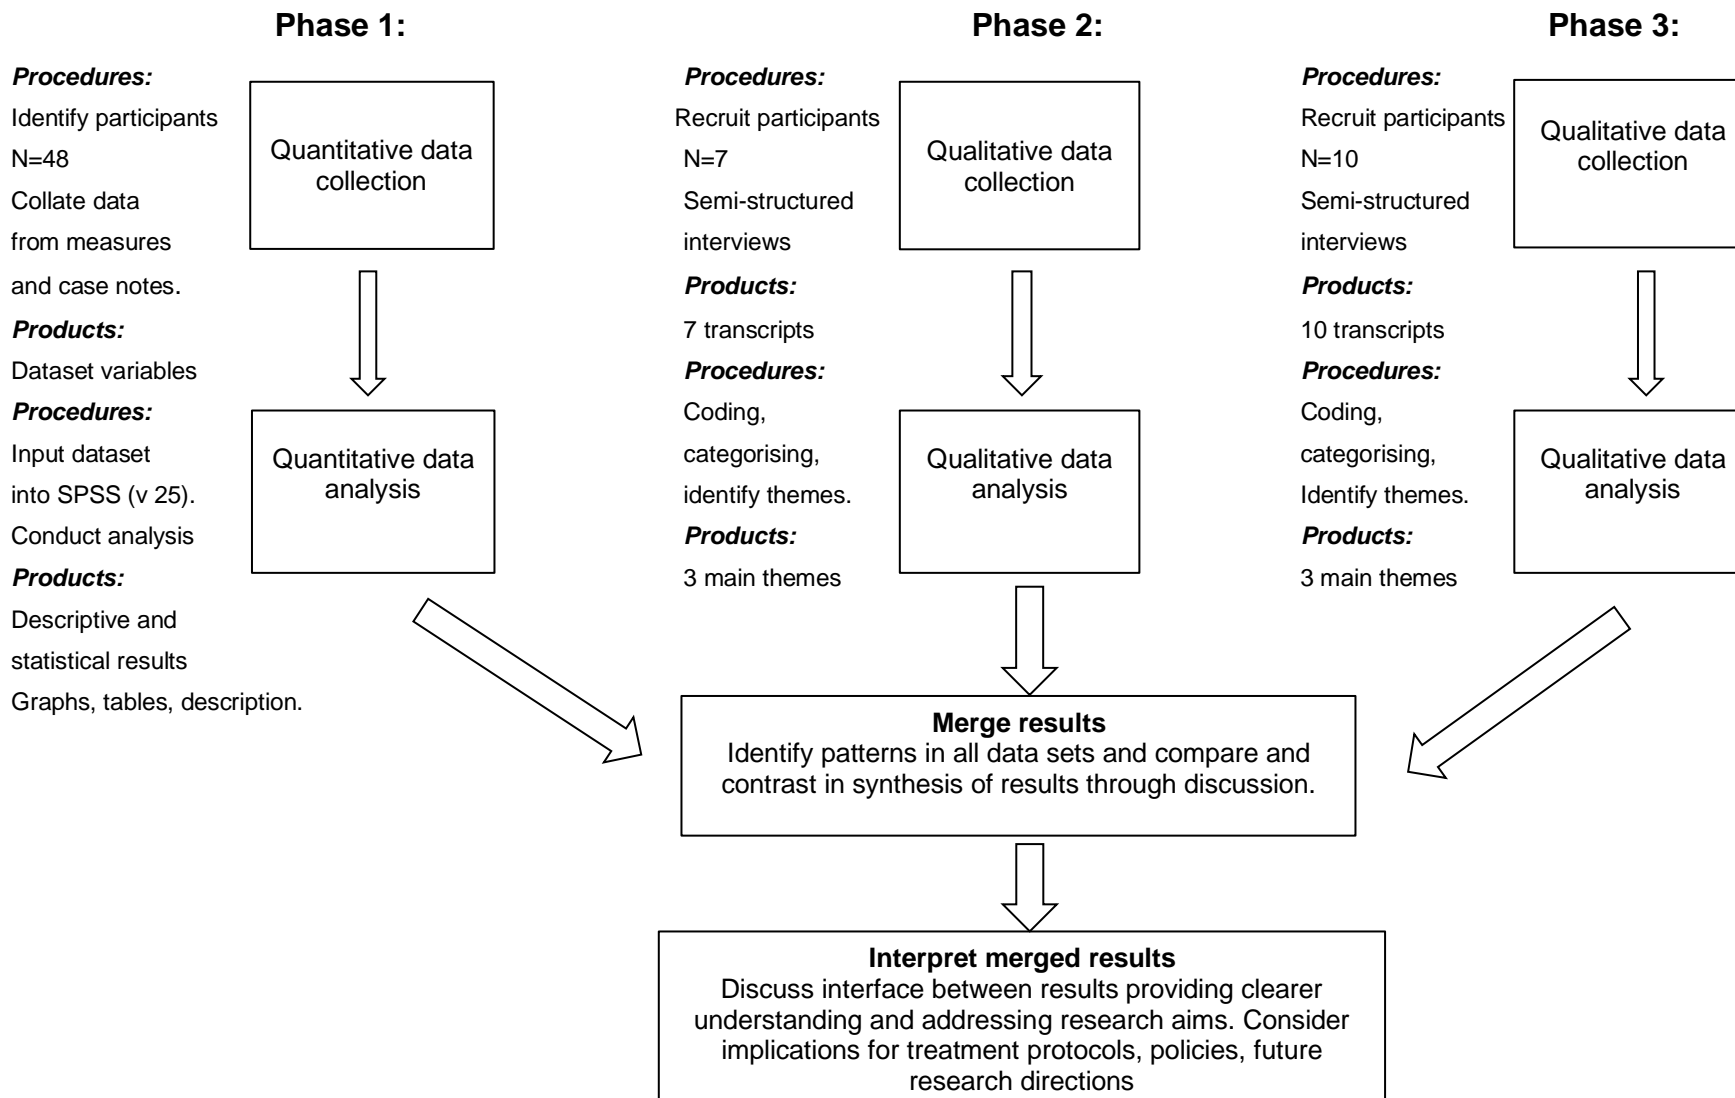 Phase 1:
Procedures:
Identify participants
N=48
Collate data
from measures
and case notes.
Products:
Dataset variables
Procedures:
Input dataset
into SPSS (v 25).
Conduct analysis
Products:
Descriptive and
statistical results
Graphs, tables, description.
Quantitative data
collection
Quantitative data
analysis
Phase 2:
Procedures:
Recruit participants
N=7
Semi-structured
interviews
Products:
7 transcripts
Procedures:
Coding,
categorising,
identify themes.
Products:
3 main themes
Qualitative data
collection
Qualitative data
analysis
Phase 3:
Procedures:
Recruit participants
N=10
Semi-structured
interviews
Products:
10 transcripts
Procedures:
Coding,
categorising,
Identify themes.
Products:
3 main themes
Qualitative data
collection
Qualitative data
analysis
Merge results
Identify patterns in all data sets and compare and
contrast in synthesis of results through discussion.
Interpret merged results
Discuss interface between results providing clearer
understanding and addressing research aims. Consider
implications for treatment protocols, policies, future
research directions